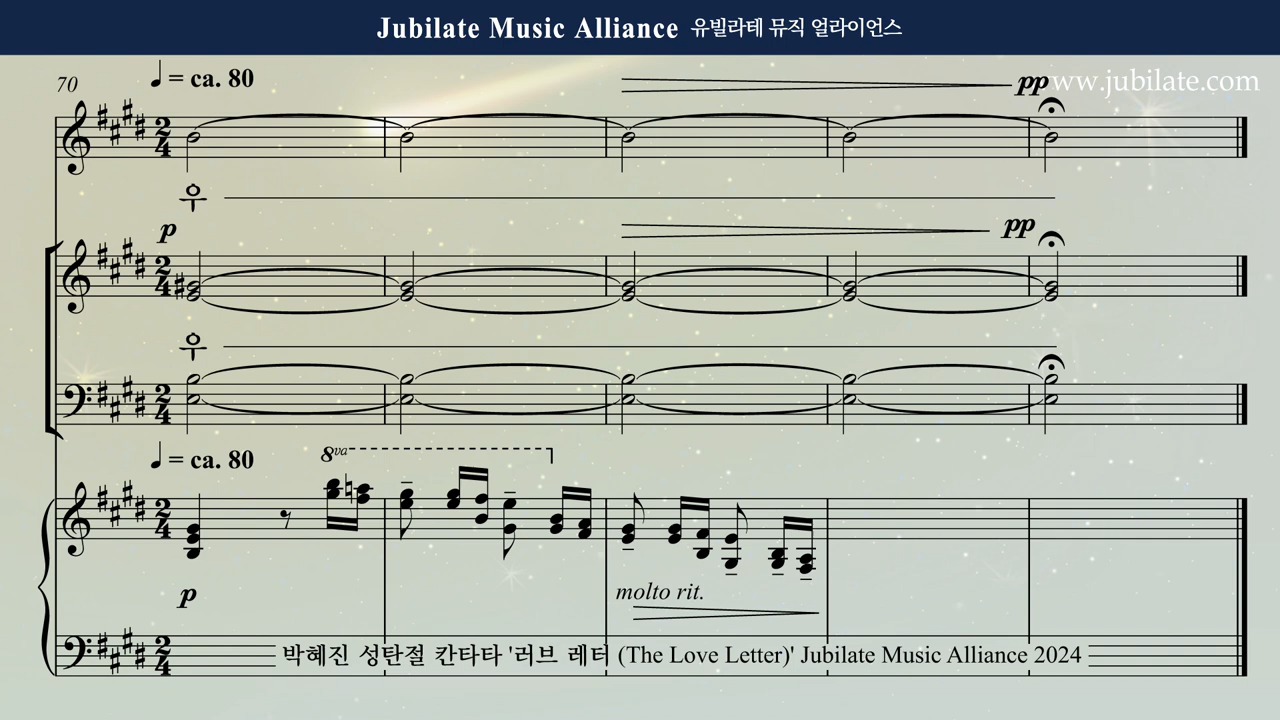 Jubilate Music Alliance 유빌라테 뮤직 얼라이언스
www.jubilate.com
70
♩ = ca. 80
pp
우
p
pp
우
♩ = ca. 80
8va
p
molto rit.
박혜진 성탄절 칸타타 '러브 레터 (The Love Letter)' Jubilate Music Alliance 2024